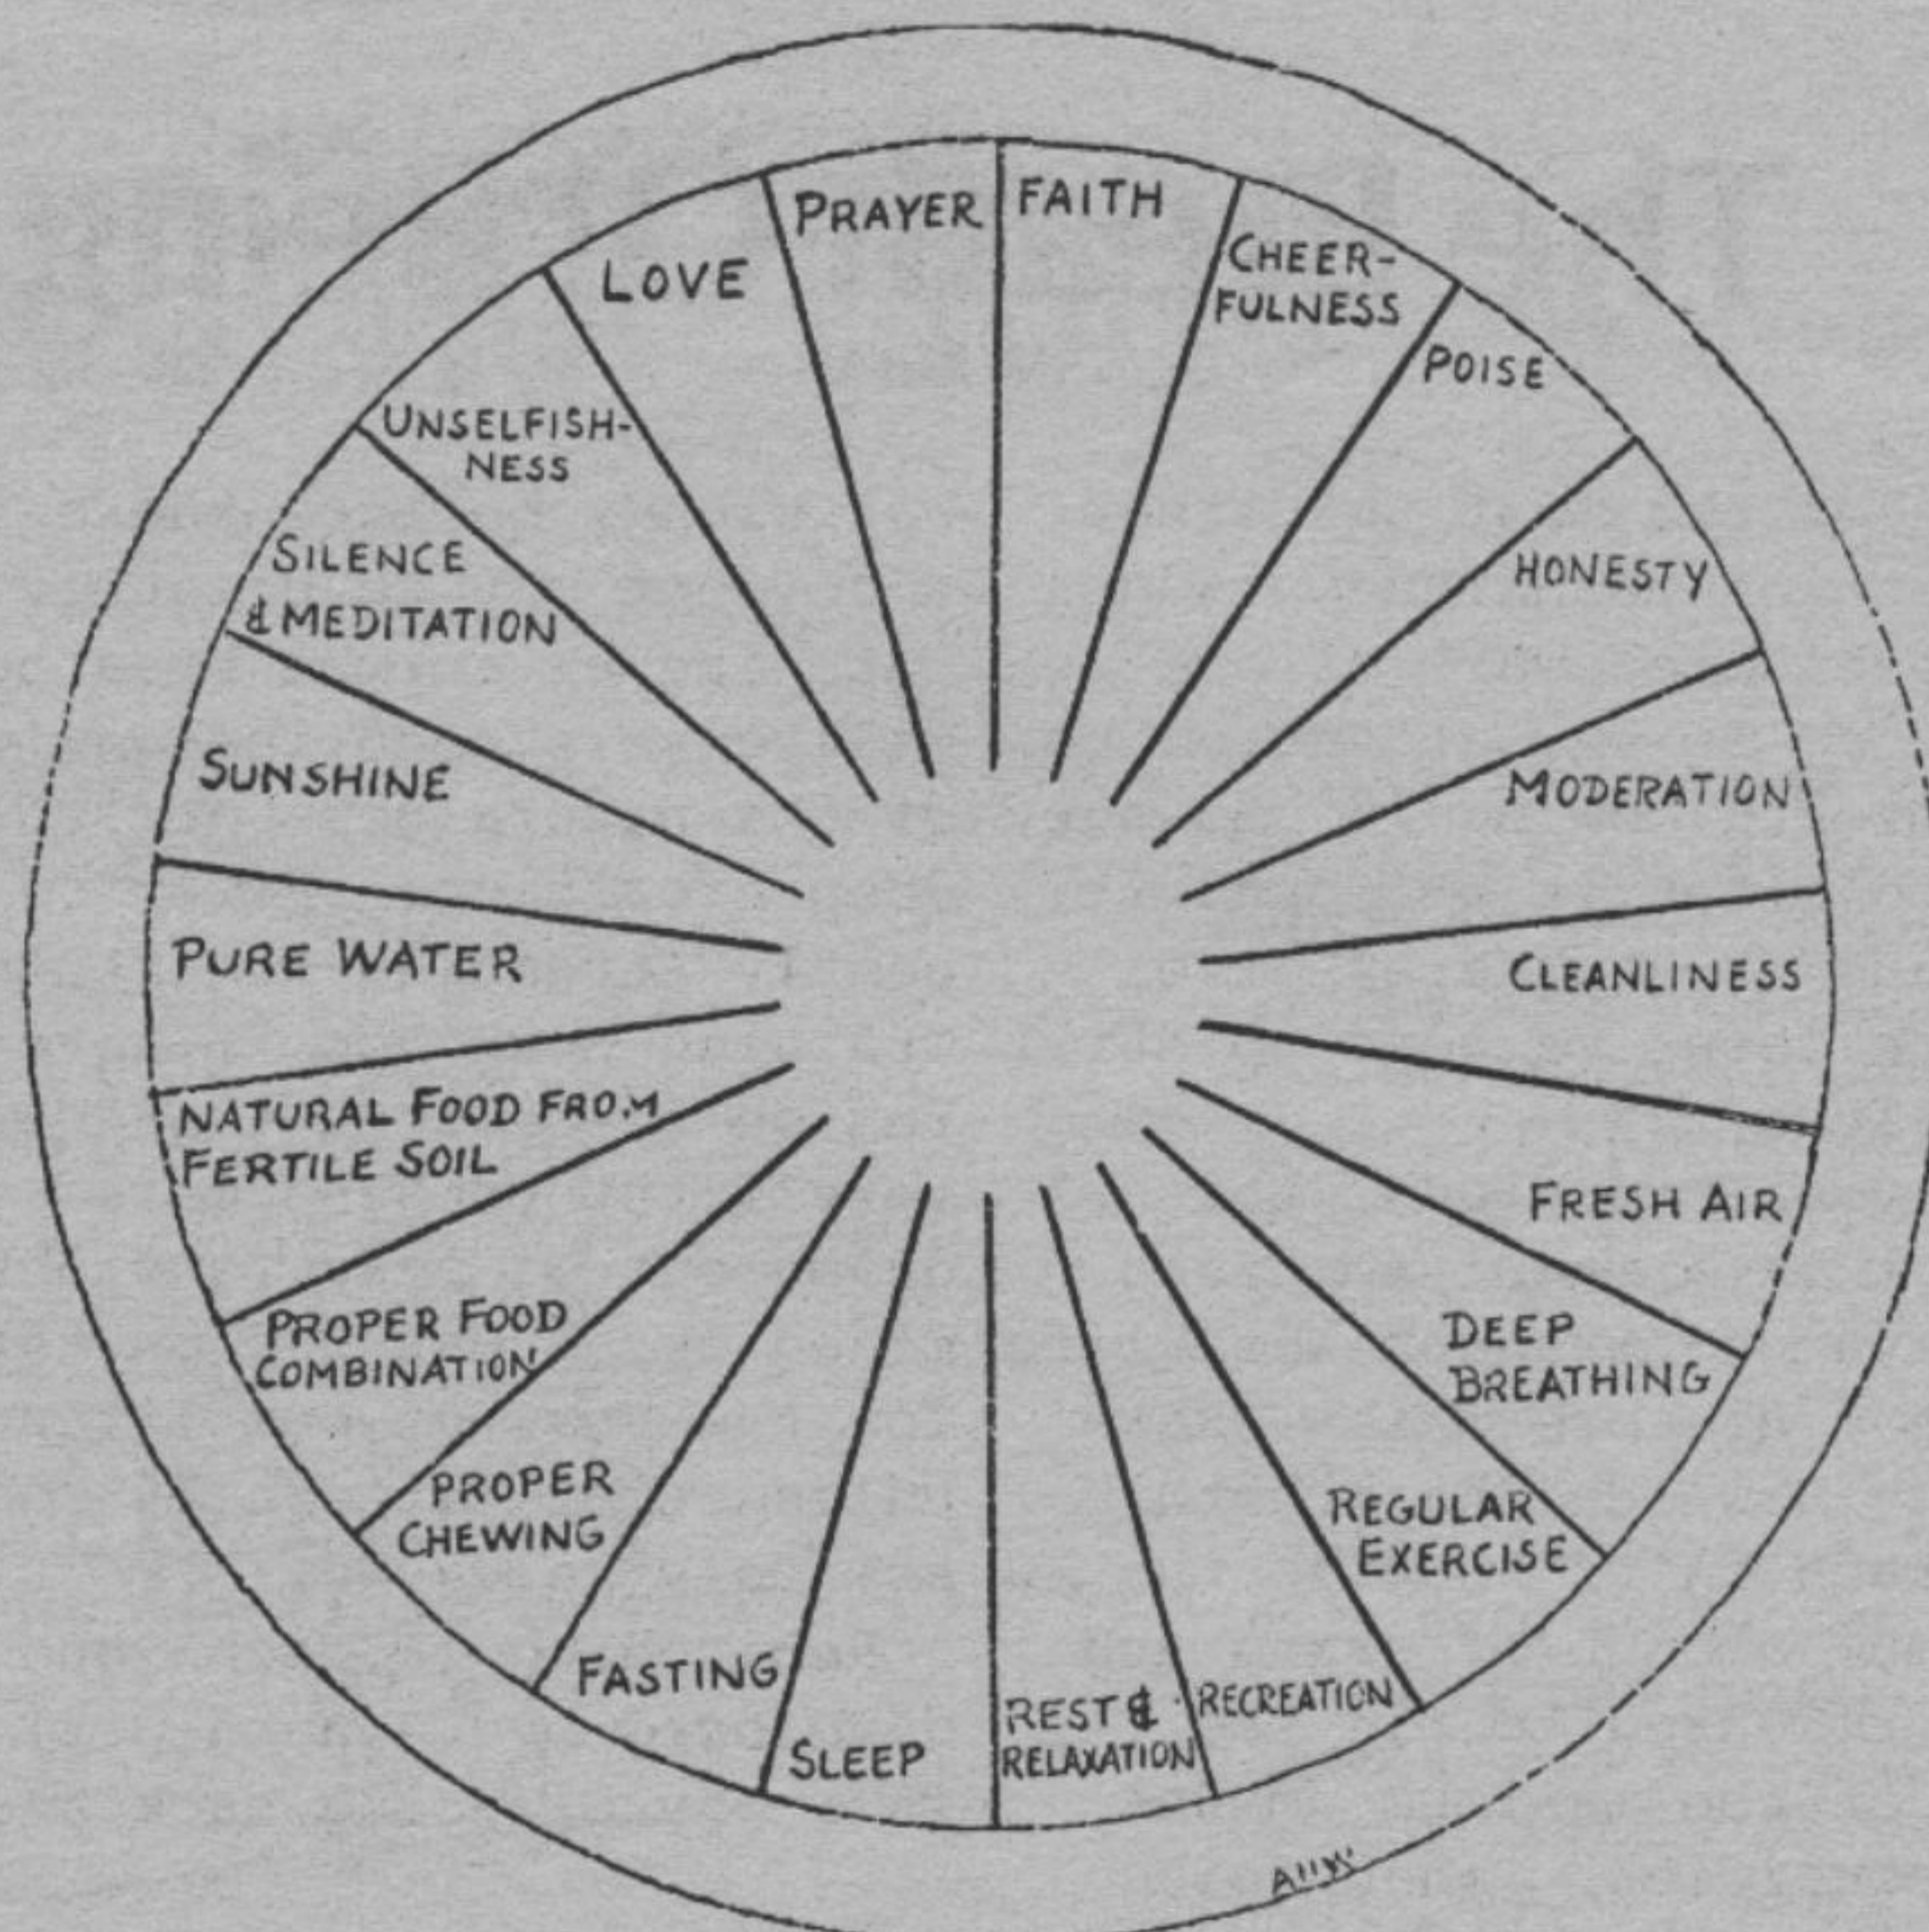 PRAYER
FAITH
CHEER-
FULNESS
POISE
HONESTY
MODERATION
CLEANLINESS
FRESH AIR
DEEP
BREATHING
REGULAR
EXERCISE
RECREATION
REST &
RELAXATION
SLEEP
FASTING
PROPER
CHEWING
PROPER FOOD
COMBINATION
NATURAL FOOD FROM
FERTILE SOIL
PURE WATER
SUNSHINE
SILENCE
& MEDITATION
UNSELFISH-
NESS
LOVE